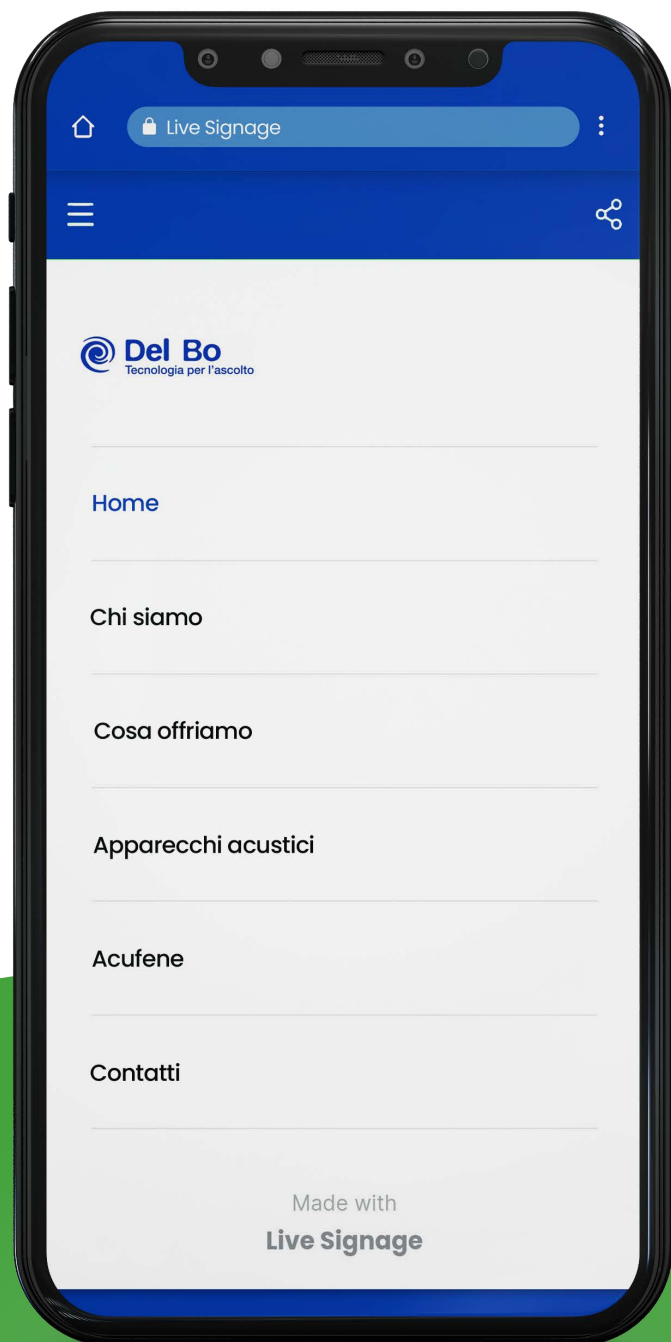 Live Signage
Del Bo
Tecnologia per l'ascolto
Home
Chi siamo
Cosa offriamo
Apparecchi acustici
Acufene
Contatti
Made with
Live Signage